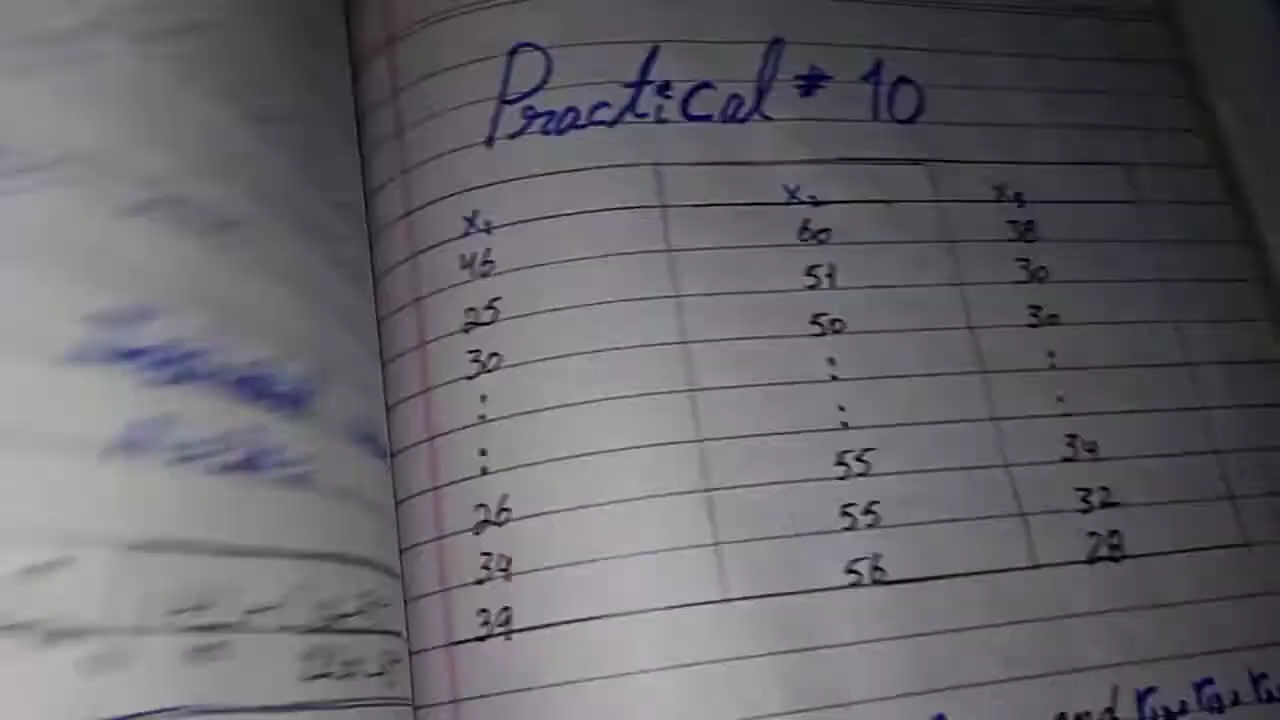 Practical # 10
x₁ x₂ x₃
46 60 38
25 51 30
30 50 30
: : :
: : :
26 55 34
34 55 32
39 56 28
and